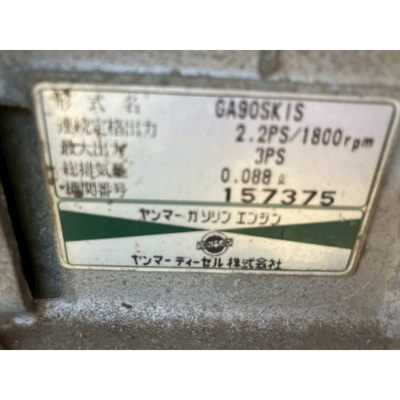 形式名 GA90SKIS
連続定格出力 2.2PS/1800rpm
最大出力 3PS
総排気量 0.088ℓ
機関番号 157375
ヤンマーガソリンエンジン
ヤンマーディーゼル株式会社